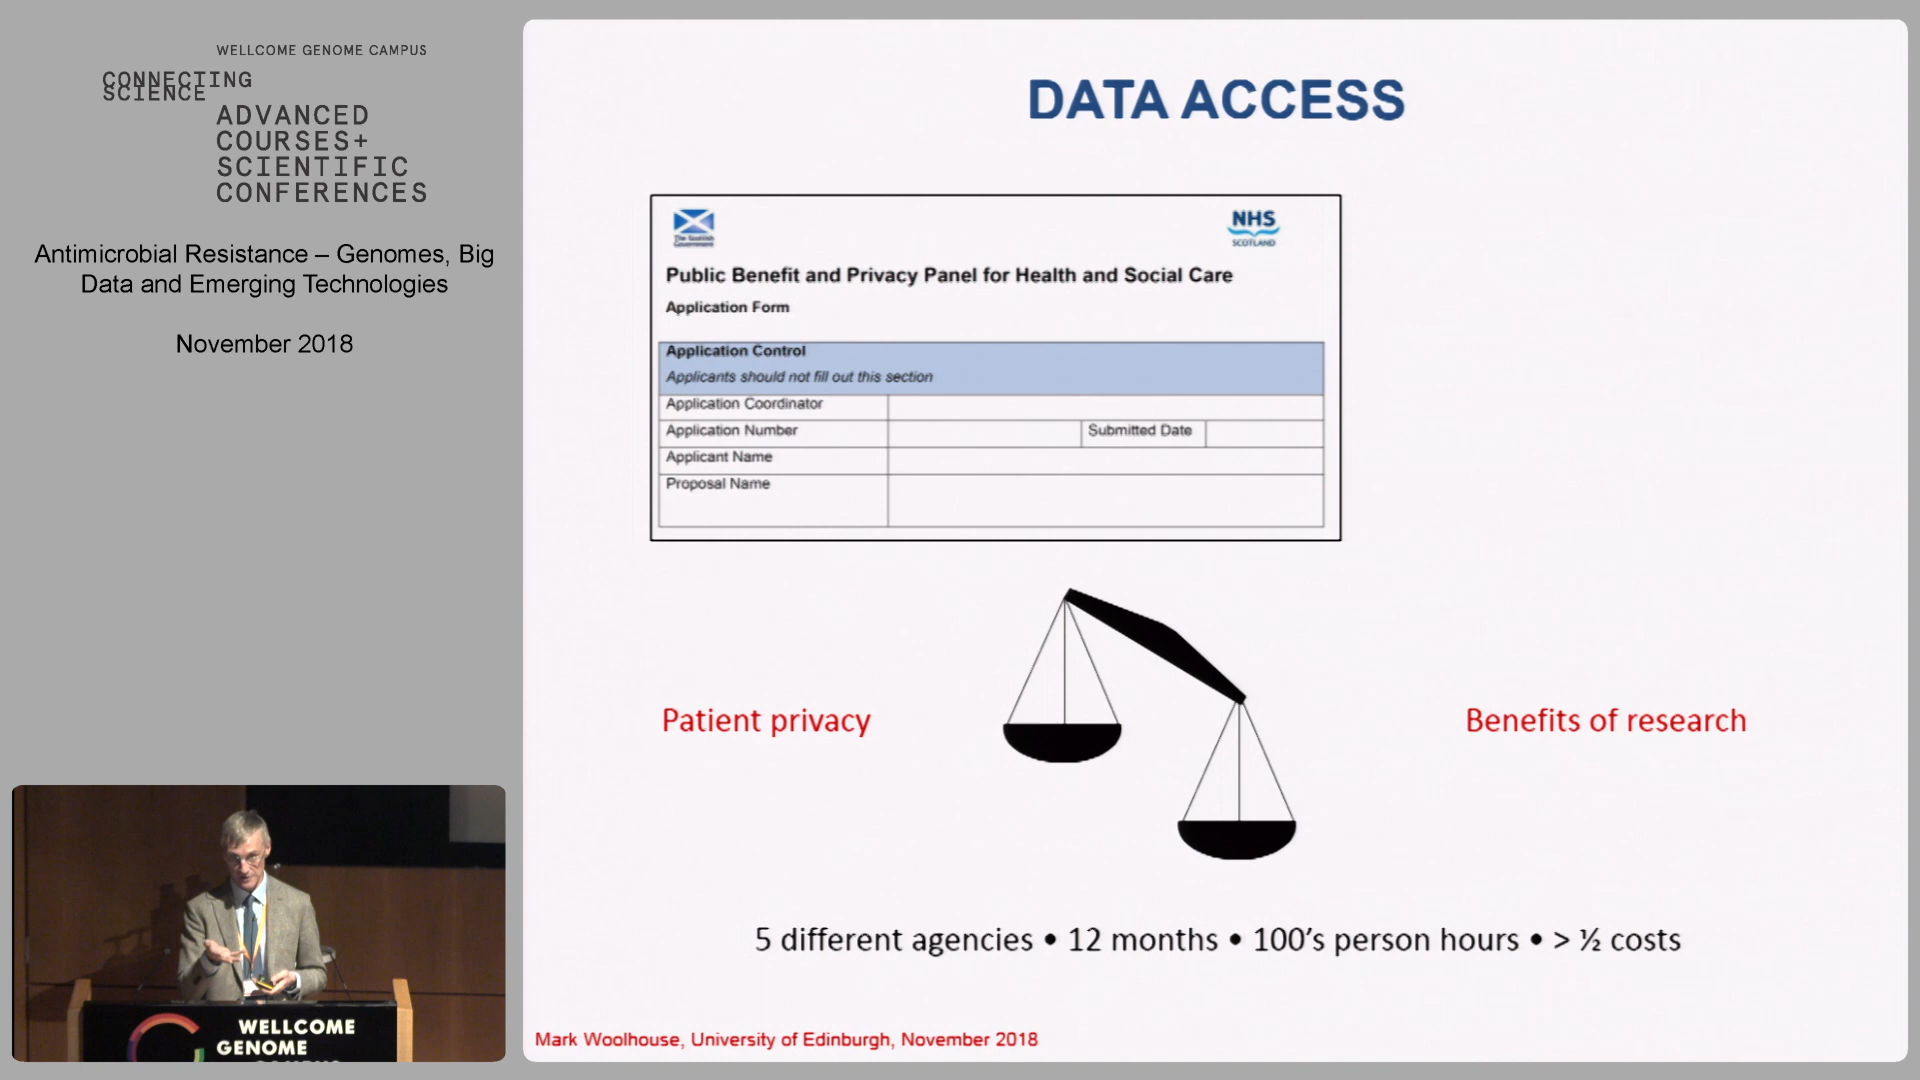 WELLCOME GENOME CAMPUS
CONNECTING
SCIENCE
ADVANCED
COURSES+
SCIENTIFIC
CONFERENCES
Antimicrobial Resistance – Genomes, Big
Data and Emerging Technologies
November 2018
DATA ACCESS
The Scottish
Government
NHS
SCOTLAND
Public Benefit and Privacy Panel for Health and Social Care
Application Form
Application Control
Applicants should not fill out this section
Application Coordinator
Application Number
Submitted Date
Applicant Name
Proposal Name
Patient privacy
Benefits of research
5 different agencies • 12 months • 100's person hours • > ½ costs
Mark Woolhouse, University of Edinburgh, November 2018
WELLCOME
GENOME